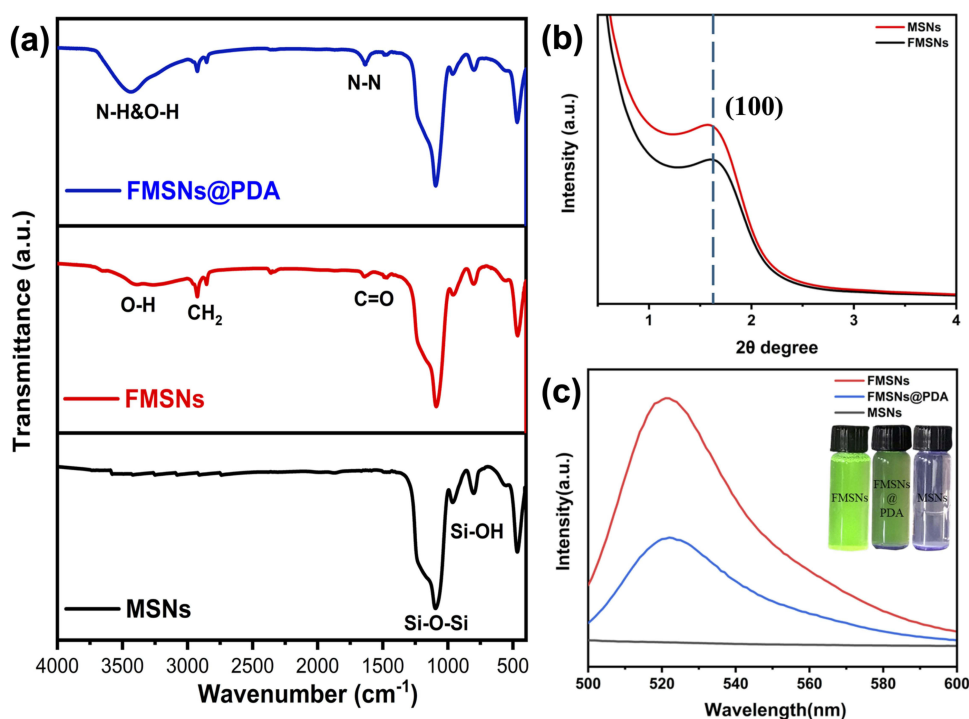 (a)
N-H&O-H
N-N
FMSNs@PDA
O-H
CH₂
C=O
FMSNs
Si-OH
MSNs
Si-O-Si
Transmittance (a.u.)
4000 3500 3000 2500 2000 1500 1000 500
Wavenumber (cm⁻¹)
(b)
MSNs
FMSNs
(100)
Intensity (a.u.)
1 2 3 4
2θ degree
(c)
FMSNs
FMSNs@PDA
MSNs
FMSNs
FMSNs
@
PDA
MSNs
Intensity(a.u.)
500 520 540 560 580 600
Wavelength(nm)